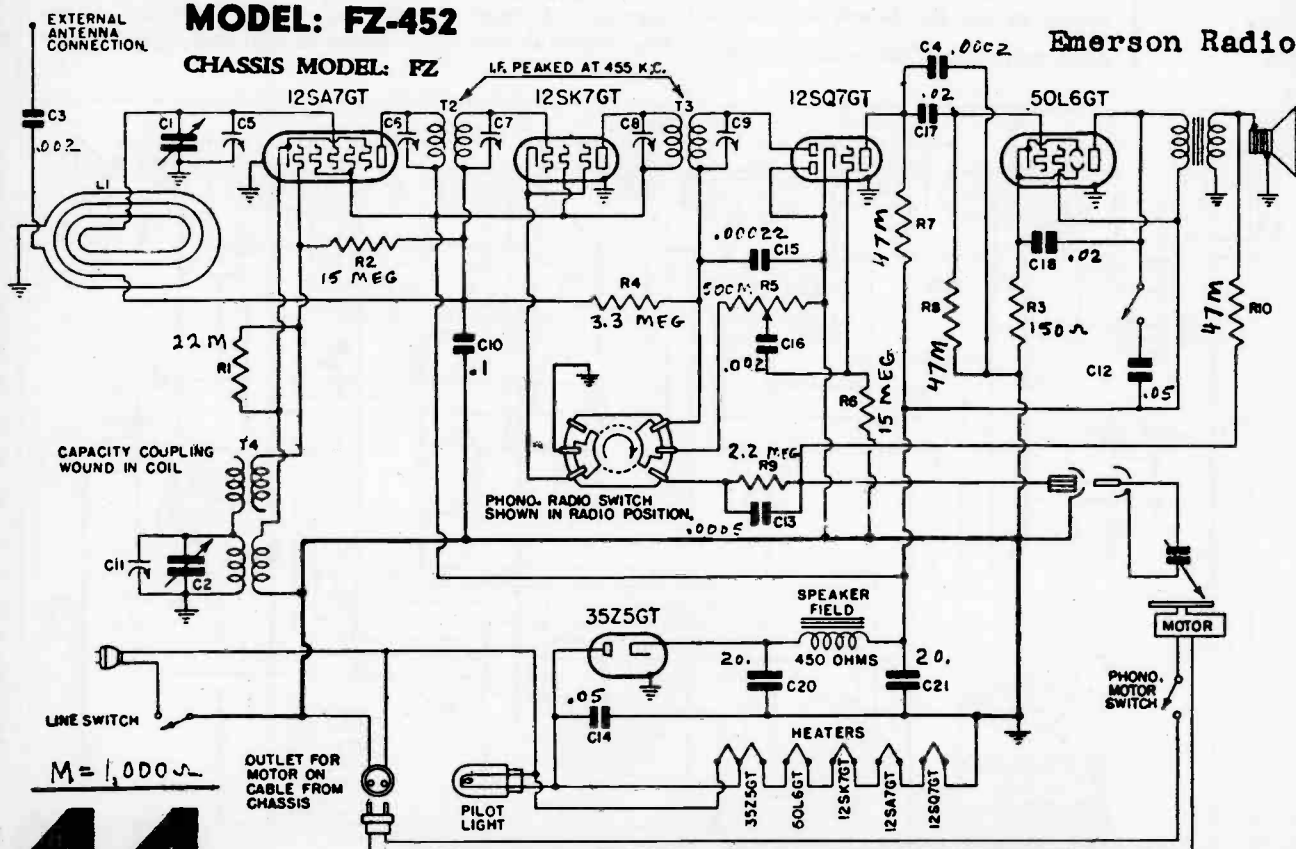 MODEL: FZ-452
CHASSIS MODEL: FZ
Emerson Radio
EXTERNAL
ANTENNA
CONNECTION.
I.F. PEAKED AT 455 K.C.
12SA7GT
12SK7GT
12SQ7GT
50L6GT
C4 .0002
.02
C17
C3
.002
C1
C5
C6
T2
C7
C8
T3
C9
L1
R2
15 MEG
R4
3.3 MEG
.00022
C15
500M
R5
C16
.002
R7
47M
R8
47M
C18
.02
R3
150Ω
C12
.05
R10
47M
22M
R1
C10
.1
R6
15 MEG
T4
CAPACITY COUPLING
WOUND IN COIL
PHONO. RADIO SWITCH
SHOWN IN RADIO POSITION.
2.2 MEG
R9
C13
.0005
C11
C2
35Z5GT
SPEAKER
FIELD
450 OHMS
20.
C20
20.
C21
.05
C14
MOTOR
PHONO.
MOTOR
SWITCH
LINE SWITCH
M = 1,000Ω
OUTLET FOR
MOTOR ON
CABLE FROM
CHASSIS
PILOT
LIGHT
HEATERS
35Z5GT
50L6GT
12SK7GT
12SA7GT
12SQ7GT